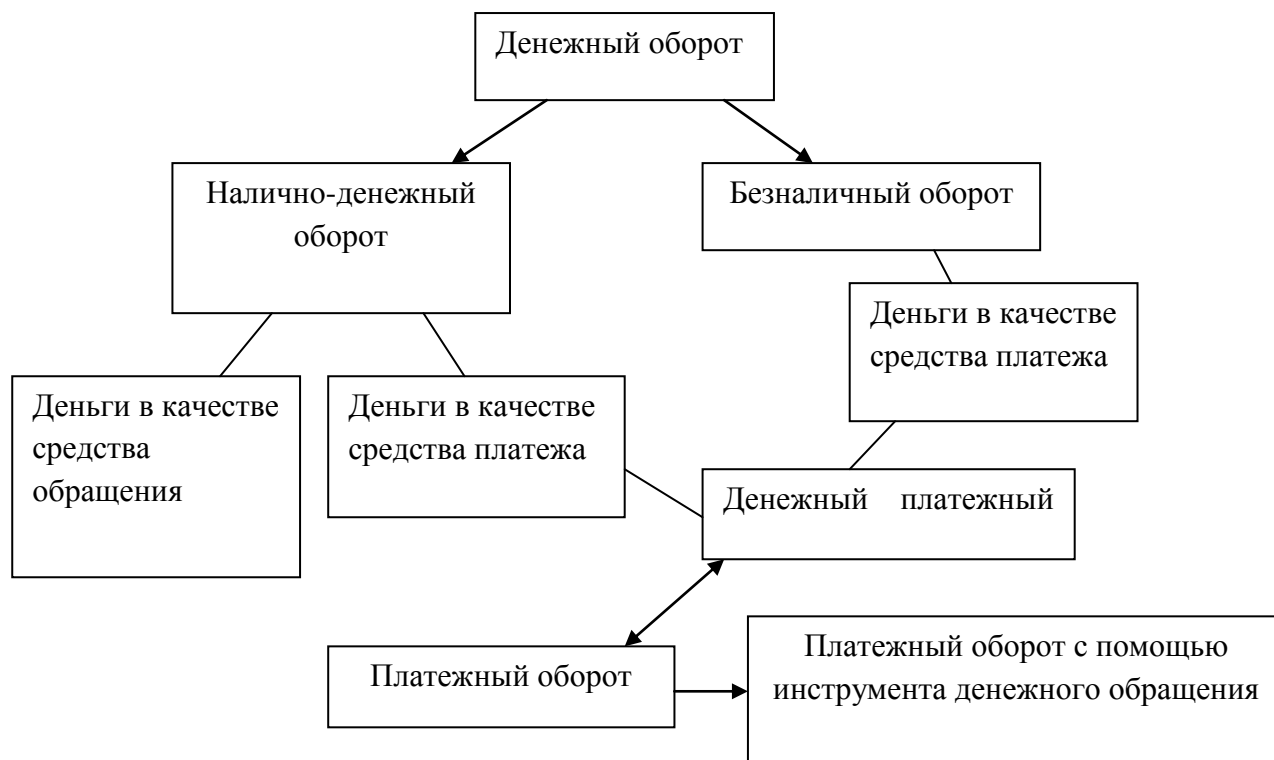 Денежный оборот
Налично-денежный
оборот
Безналичный оборот
Деньги в качестве
средства платежа
Деньги в качестве
средства
обращения
Деньги в качестве
средства платежа
Денежный платежный
Платежный оборот
Платежный оборот с помощью
инструмента денежного обращения